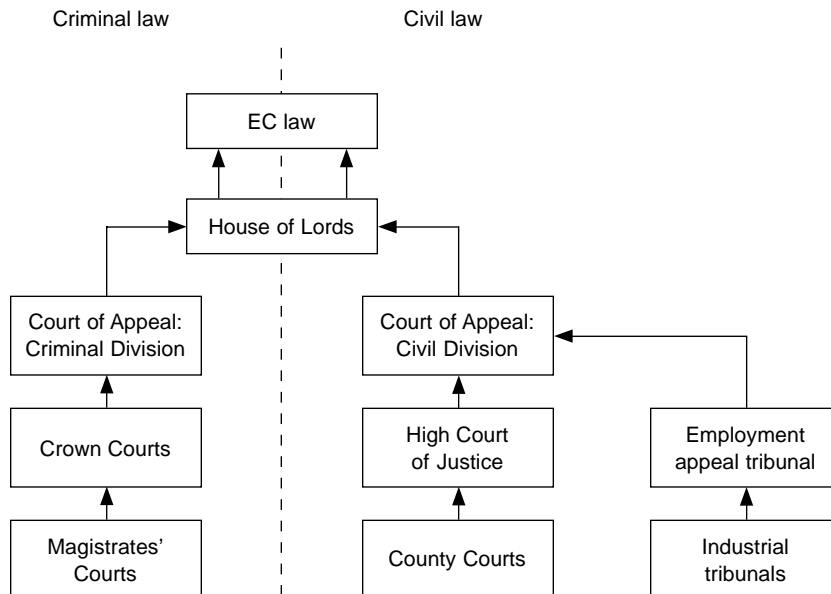 Criminal law
Civil law
EC law
House of Lords
Court of Appeal:
Criminal Division
Court of Appeal:
Civil Division
Crown Courts
High Court
of Justice
Employment
appeal tribunal
Magistrates’
Courts
County Courts
Industrial
tribunals